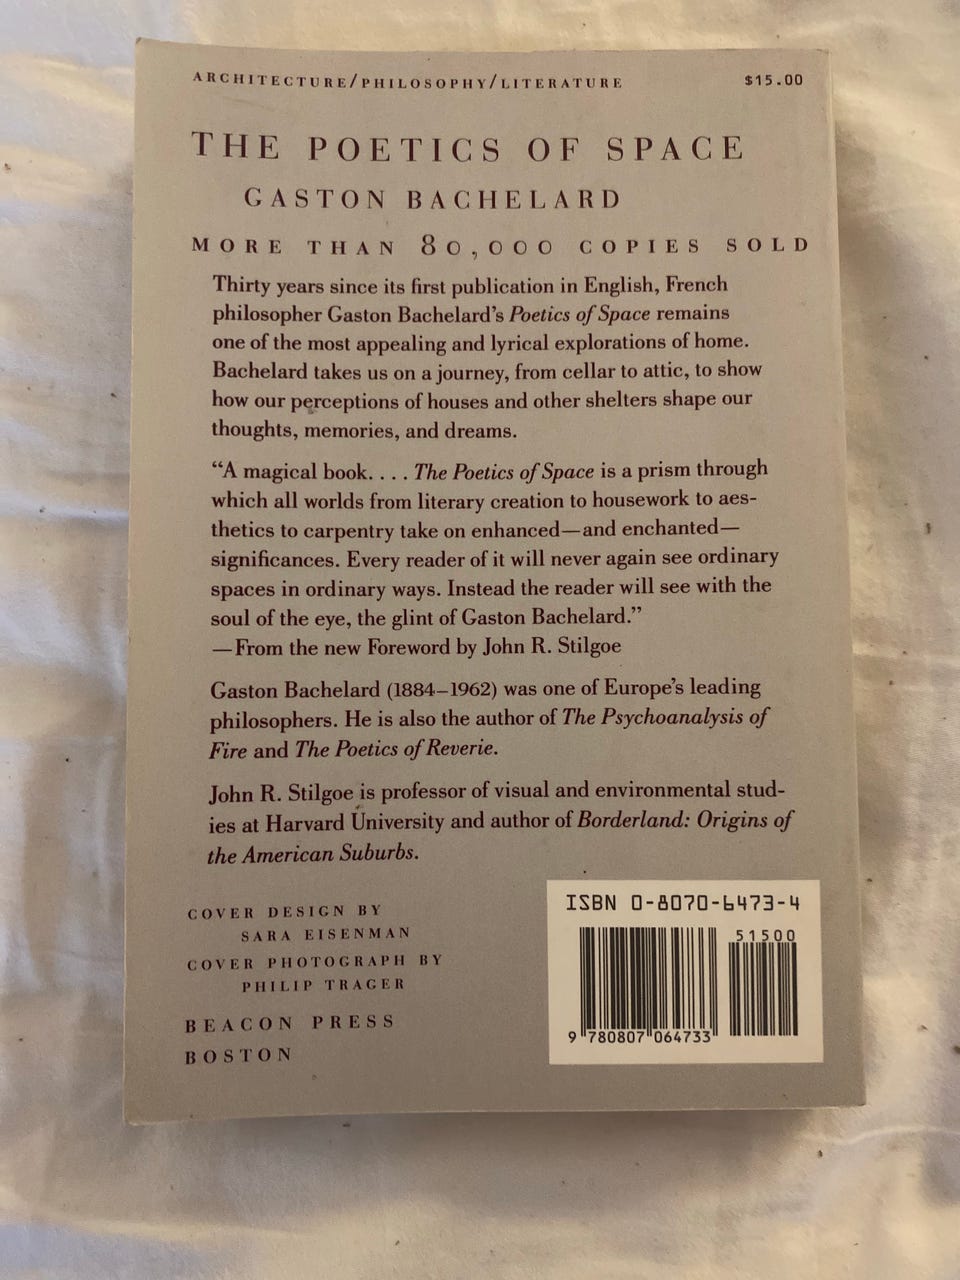 ARCHITECTURE/PHILOSOPHY/LITERATURE $15.00
THE POETICS OF SPACE
GASTON BACHELARD
MORE THAN 80,000 COPIES SOLD
Thirty years since its first publication in English, French
philosopher Gaston Bachelard's Poetics of Space remains
one of the most appealing and lyrical explorations of home.
Bachelard takes us on a journey, from cellar to attic, to show
how our perceptions of houses and other shelters shape our
thoughts, memories, and dreams.
“A magical book. . . . The Poetics of Space is a prism through
which all worlds from literary creation to housework to aes-
thetics to carpentry take on enhanced—and enchanted—
significances. Every reader of it will never again see ordinary
spaces in ordinary ways. Instead the reader will see with the
soul of the eye, the glint of Gaston Bachelard.”
—From the new Foreword by John R. Stilgoe
Gaston Bachelard (1884–1962) was one of Europe's leading
philosophers. He is also the author of The Psychoanalysis of
Fire and The Poetics of Reverie.
John R. Stilgoe is professor of visual and environmental stud-
ies at Harvard University and author of Borderland: Origins of
the American Suburbs.
COVER DESIGN BY
SARA EISENMAN
COVER PHOTOGRAPH BY
PHILIP TRAGER
BEACON PRESS
BOSTON
ISBN 0-8070-6473-4
51500
9 780807 064733